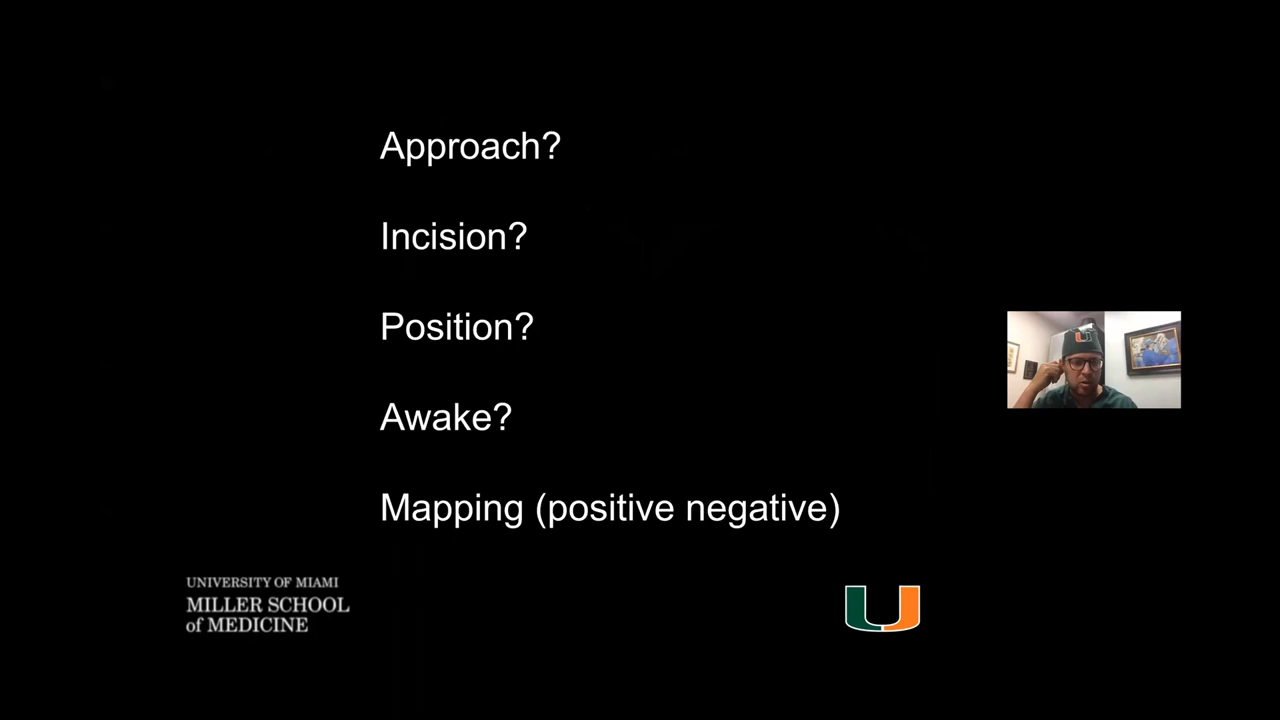 Approach?
Incision?
Position?
Awake?
Mapping (positive negative)
UNIVERSITY OF MIAMI
MILLER SCHOOL
of MEDICINE